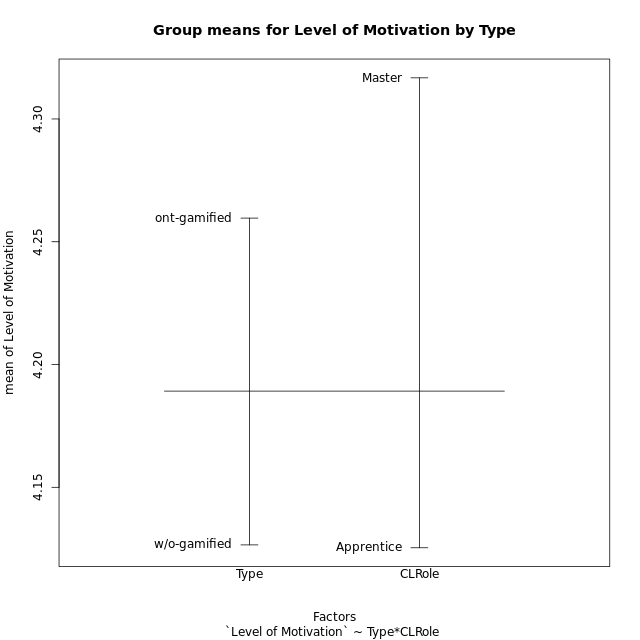 Group means for Level of Motivation by Type
Master
4.30
ont-gamified
4.25
mean of Level of Motivation
4.20
4.15
w/o-gamified
Apprentice
Type
CLRole
Factors
`Level of Motivation` ~ Type*CLRole